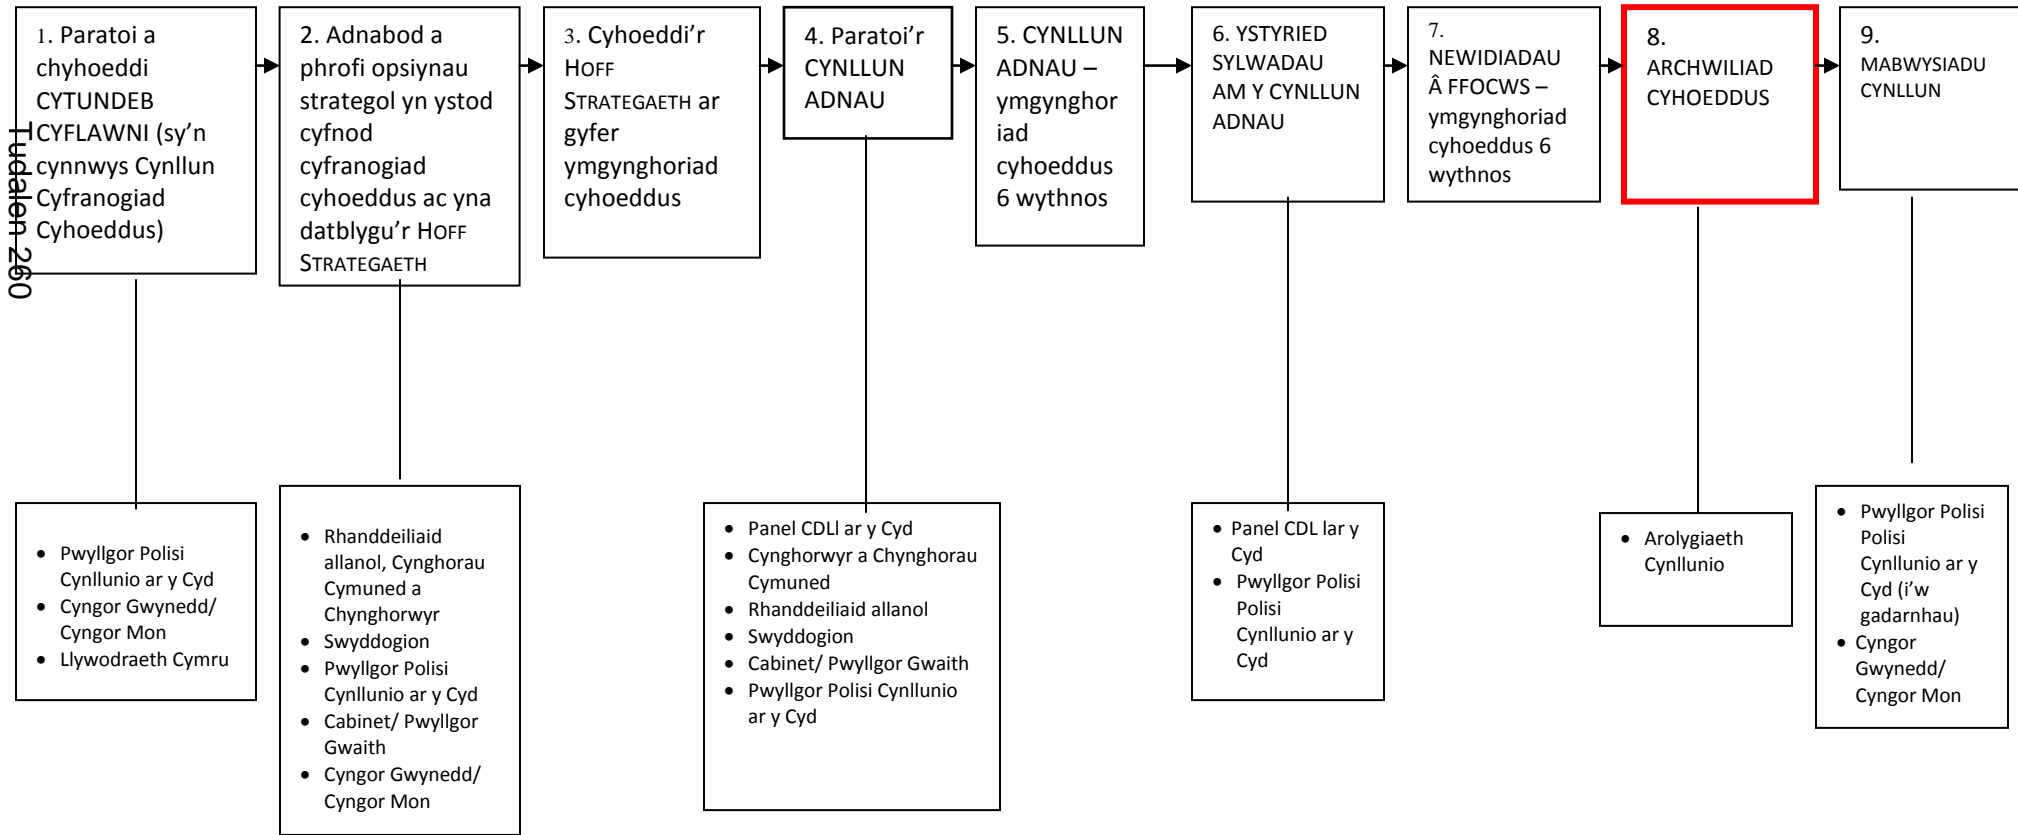 1. Paratoi a
chyhoeddi
CYTUNDEB
CYFLAWNI (sy’n
cynnwys Cynllun
Cyfranogiad
Cyhoeddus)
2. Adnabod a
phrofi opsiynau
strategol yn ystod
cyfnod
cyfranogiad
cyhoeddus ac yna
datblygu’r HOFF
STRATEGAETH
3. Cyhoeddi’r
HOFF
STRATEGAETH ar
gyfer
ymgynghoriad
cyhoeddus
4. Paratoi’r
CYNLLUN
ADNAU
5. CYNLLUN
ADNAU –
ymgynghor
iad
cyhoeddus
6 wythnos
6. YSTYRIED
SYLWADAU
AM Y CYNLLUN
ADNAU
7.
NEWIDIADAU
Â FFOCWS –
ymgynghoriad
cyhoeddus 6
wythnos
8.
ARCHWILIAD
CYHOEDDUS
9.
MABWYSIADU
CYNLLUN
Tudalen 260
• Pwyllgor Polisi
Cynllunio ar y Cyd
• Cyngor Gwynedd/
Cyngor Mon
• Llywodraeth Cymru
• Rhanddeiliaid
allanol, Cynghorau
Cymuned a
Chynghorwyr
• Swyddogion
• Pwyllgor Polisi
Cynllunio ar y Cyd
• Cabinet/ Pwyllgor
Gwaith
• Cyngor Gwynedd/
Cyngor Mon
• Panel CDLl ar y Cyd
• Cynghorwyr a Chynghorau
Cymuned
• Rhanddeiliaid allanol
• Swyddogion
• Cabinet/ Pwyllgor Gwaith
• Pwyllgor Polisi Cynllunio
ar y Cyd
• Panel CDL lar y
Cyd
• Pwyllgor Polisi
Polisi
Cynllunio ar y
Cyd
• Arolygiaeth
Cynllunio
• Pwyllgor Polisi
Polisi
Cynllunio ar y
Cyd (i’w
gadarnhau)
• Cyngor
Gwynedd/
Cyngor Mon